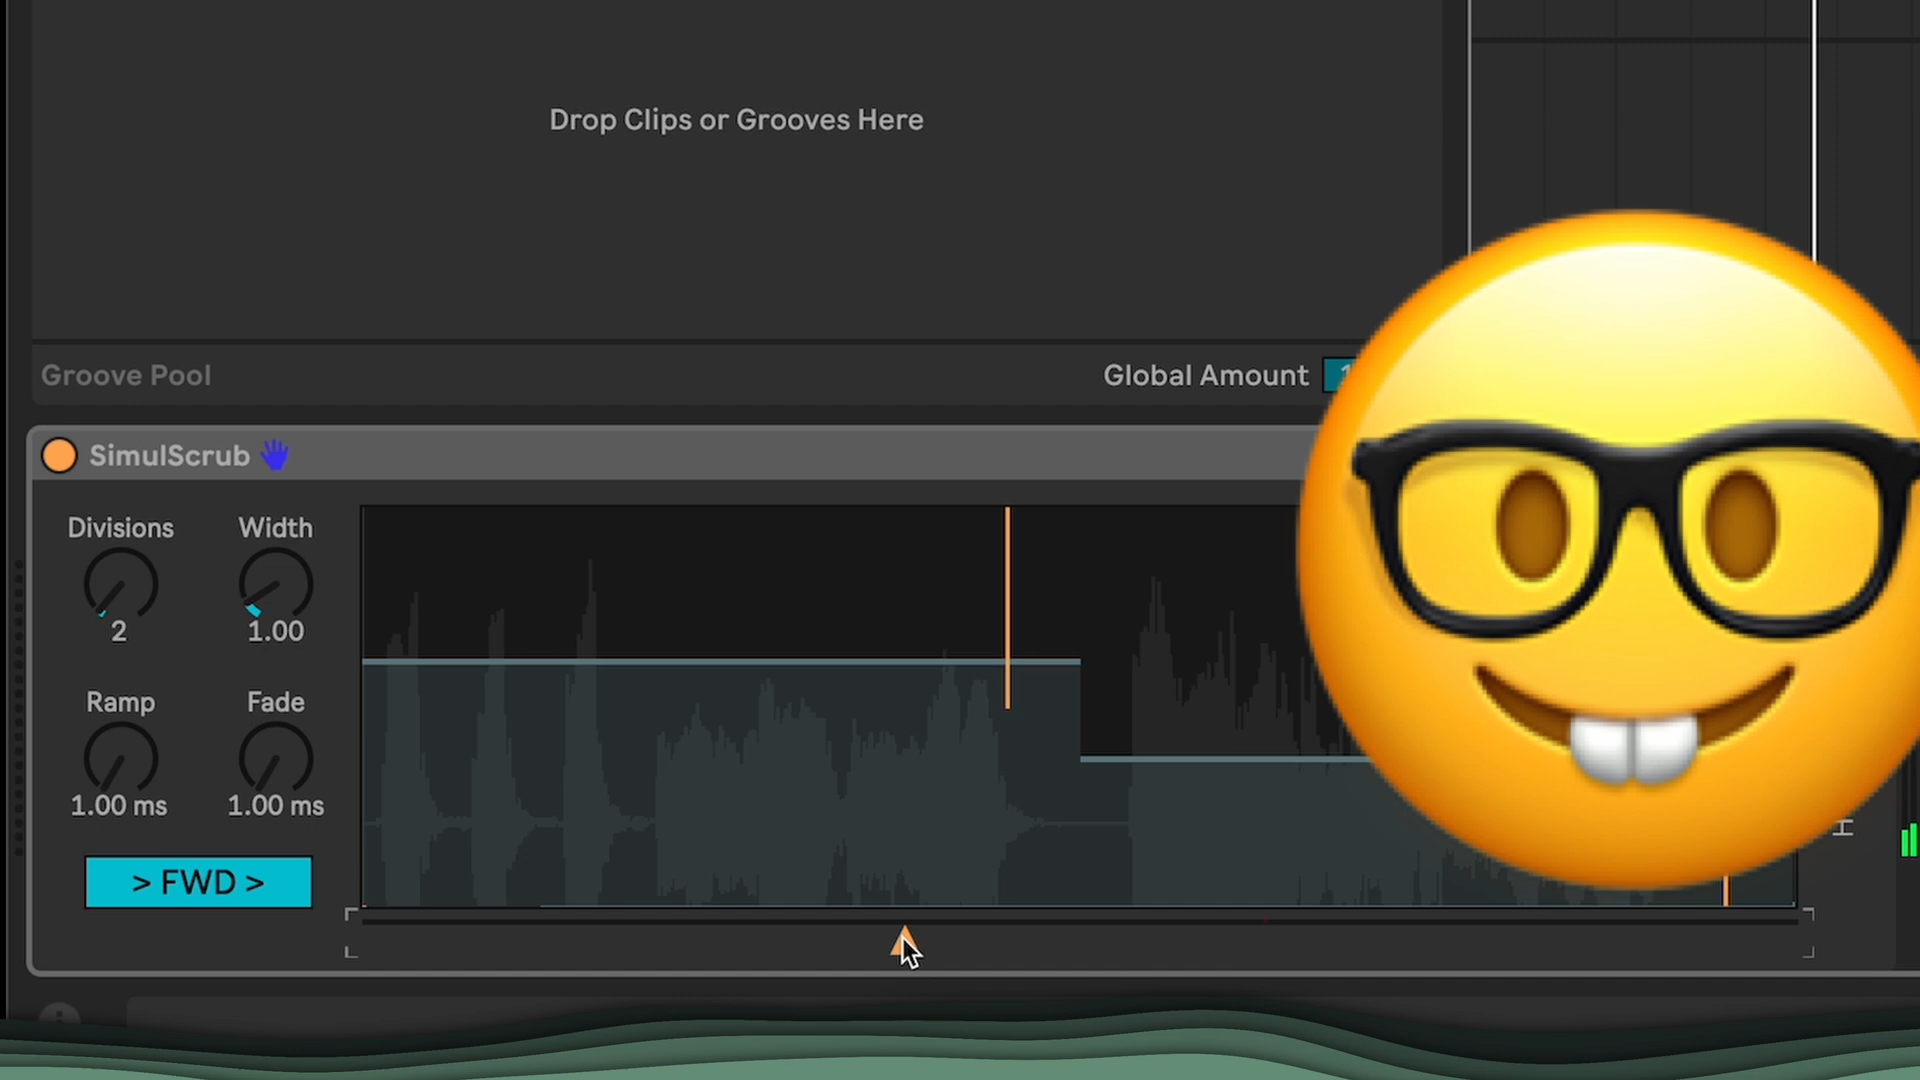 Drop Clips or Grooves Here
Groove Pool
Global Amount
SimulScrub
Divisions
Width
2
1.00
Ramp
Fade
1.00 ms
1.00 ms
> FWD >